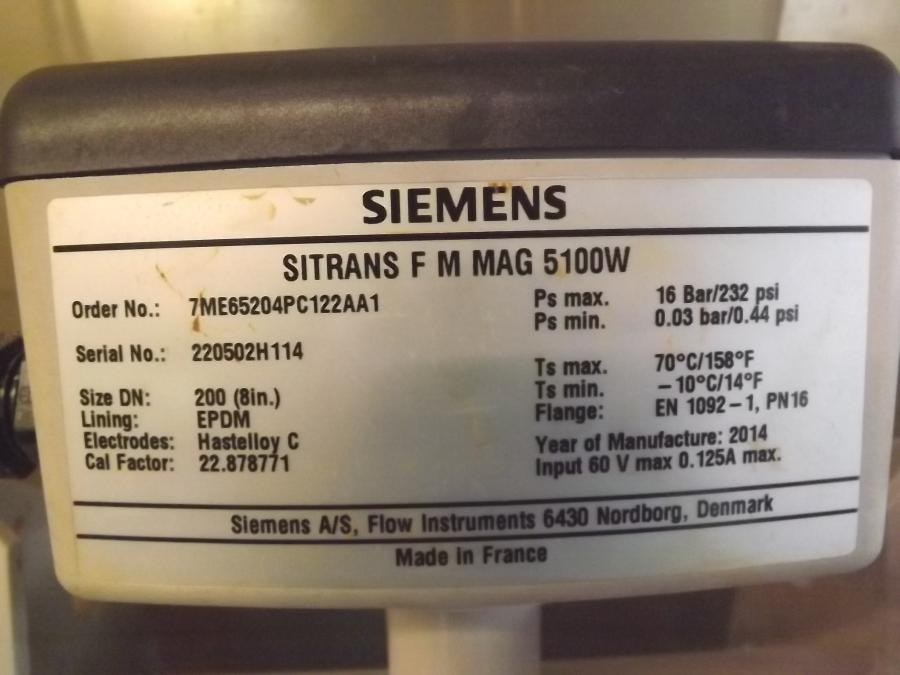 SIEMENS
SITRANS F M MAG 5100W
Order No.: 7ME65204PC122AA1
Serial No.: 220502H114
Size DN: 200 (8in.)
Lining: EPDM
Electrodes: Hastelloy C
Cal Factor: 22.878771
Ps max. 16 Bar/232 psi
Ps min. 0.03 bar/0.44 psi
Ts max. 70°C/158°F
Ts min. -10°C/14°F
Flange: EN 1092-1, PN16
Year of Manufacture: 2014
Input 60 V max 0.125A max.
Siemens A/S, Flow Instruments 6430 Nordborg, Denmark
Made in France